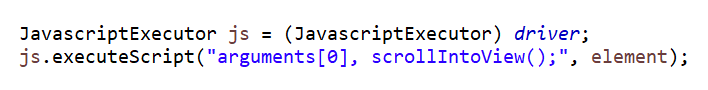 JavascriptExecutor js = (JavascriptExecutor) driver;
js.executeScript("arguments[0], scrollIntoView();", element);